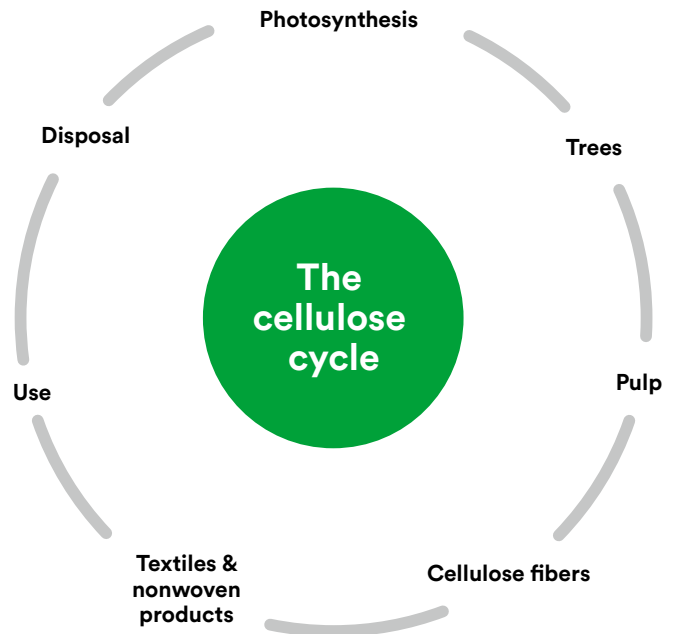 Photosynthesis
Disposal
Trees
The
cellulose
cycle
Use
Pulp
Textiles &
nonwoven
products
Cellulose fibers